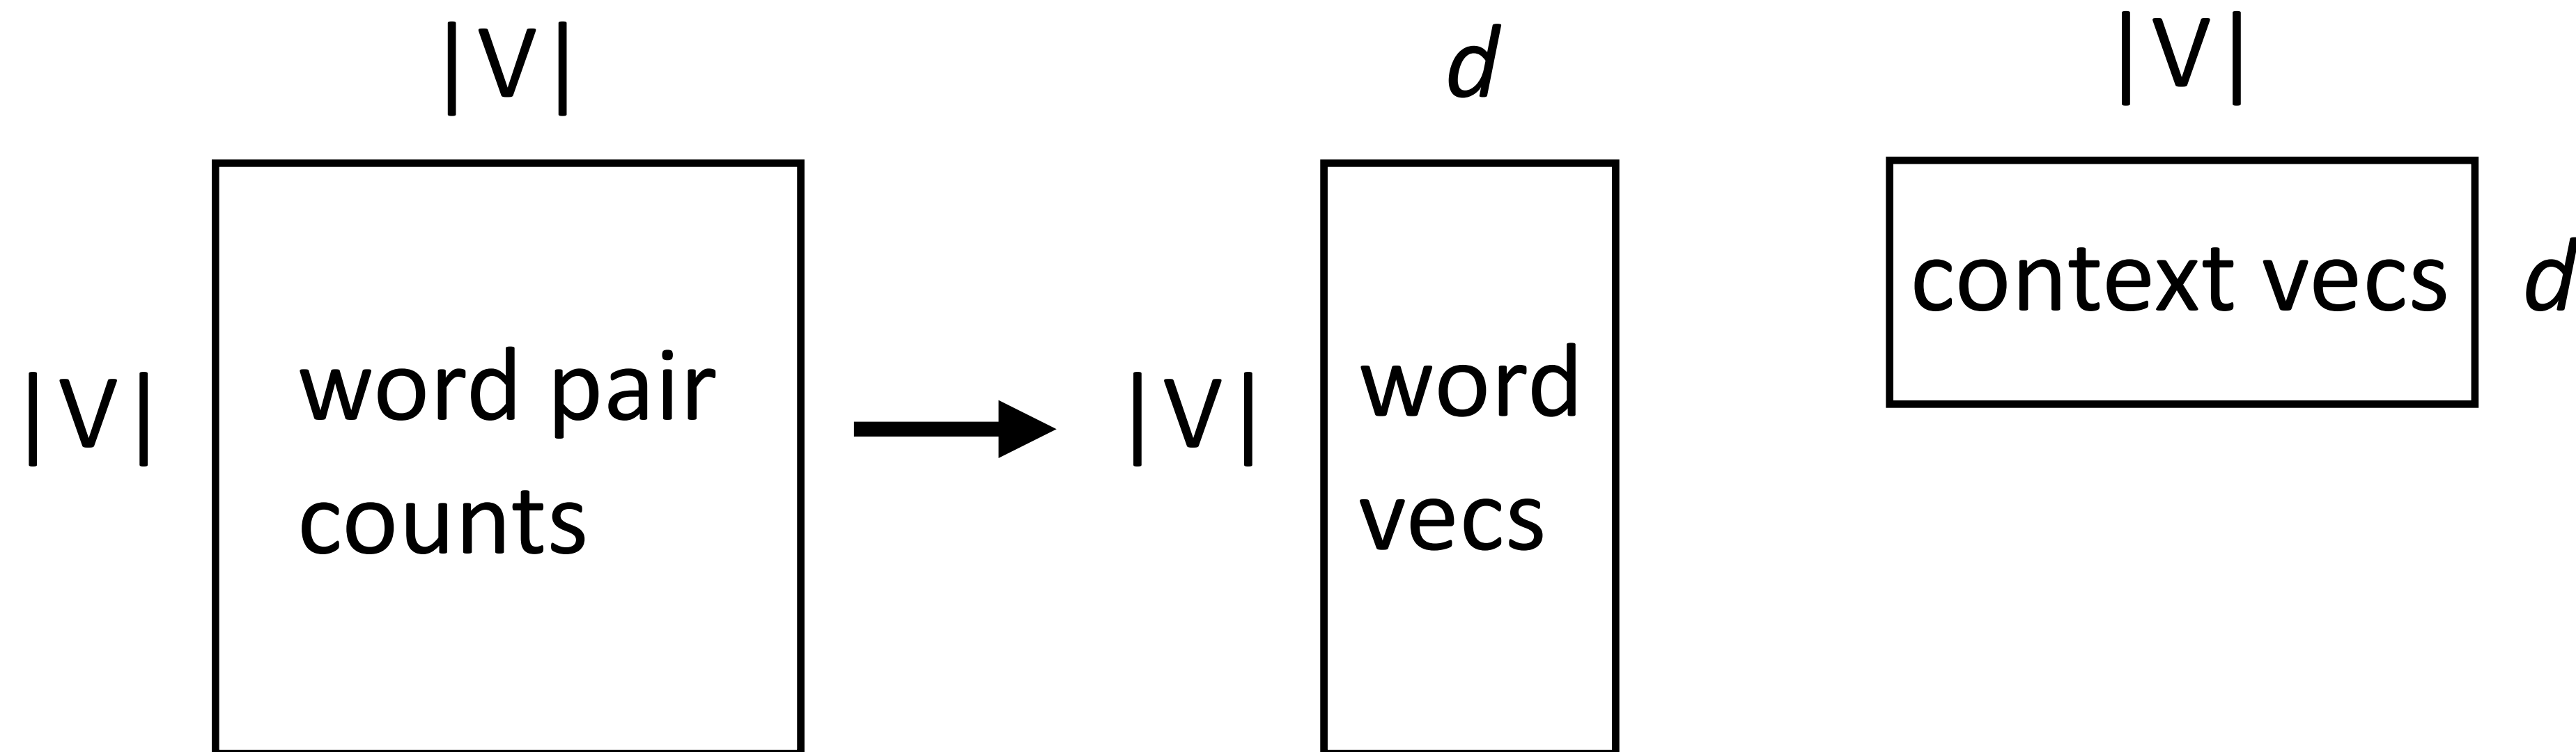 |V|
|V|
word pair
counts
d
|V|
word
vecs
|V|
context vecs
d